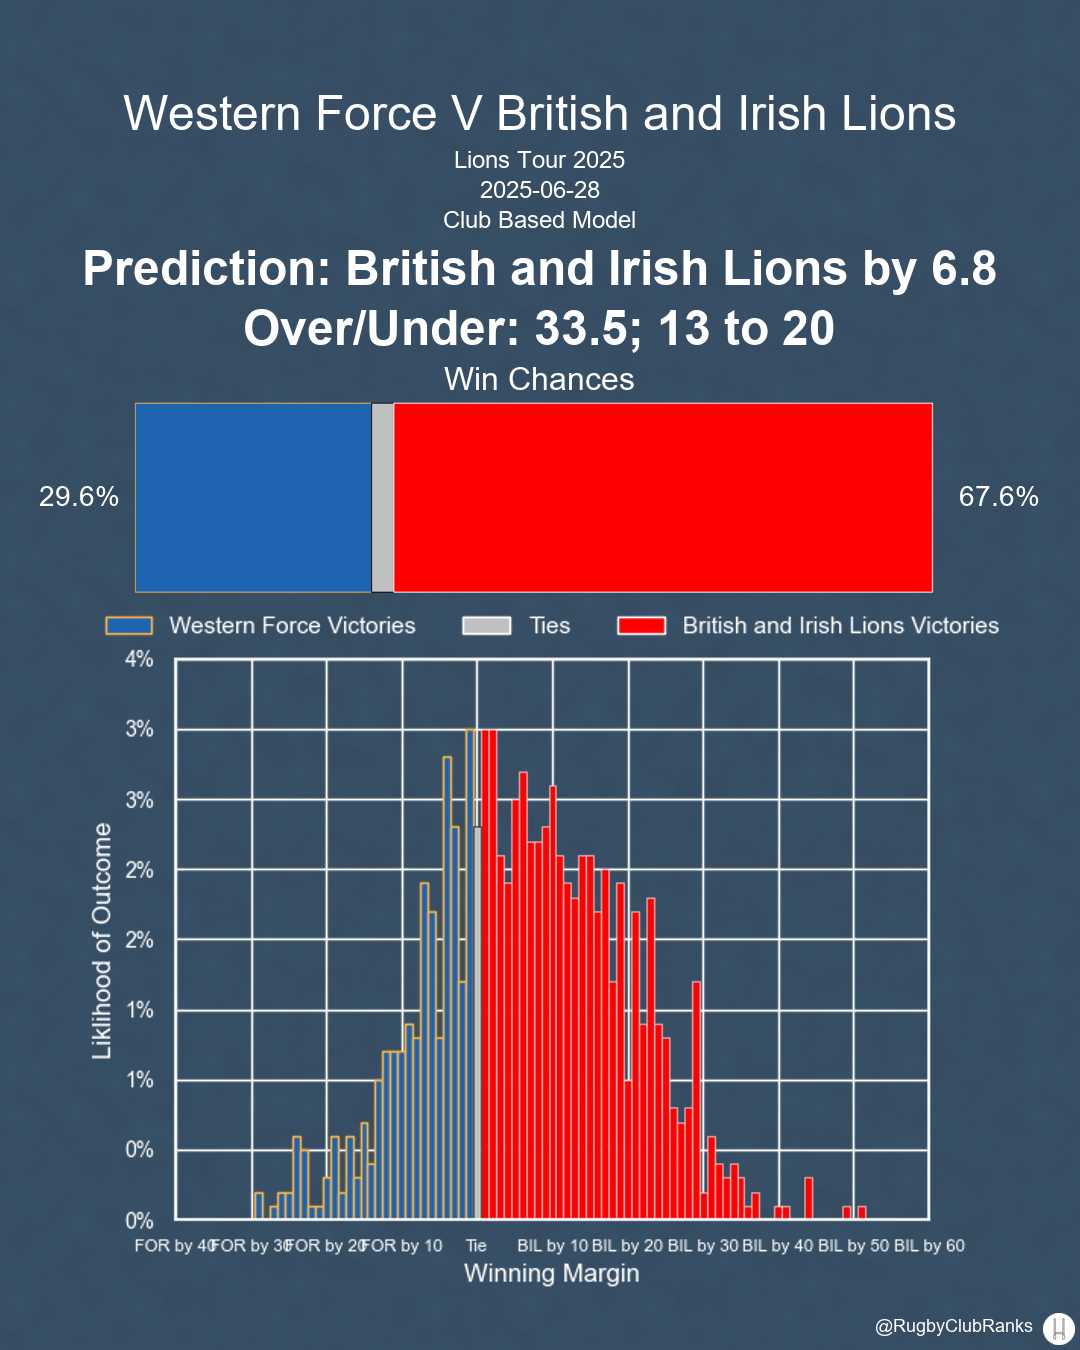 Western Force V British and Irish Lions
Lions Tour 2025
2025-06-28
Club Based Model
Prediction: British and Irish Lions by 6.8
Over/Under: 33.5; 13 to 20
Win Chances
29.6%
67.6%
Western Force Victories
Ties
British and Irish Lions Victories
4%
3%
3%
2%
2%
1%
1%
0%
0%
Liklihood of Outcome
FOR by 40
FOR by 30
FOR by 20
FOR by 10
Tie
BIL by 10
BIL by 20
BIL by 30
BIL by 40
BIL by 50
BIL by 60
Winning Margin
@RugbyClubRanks